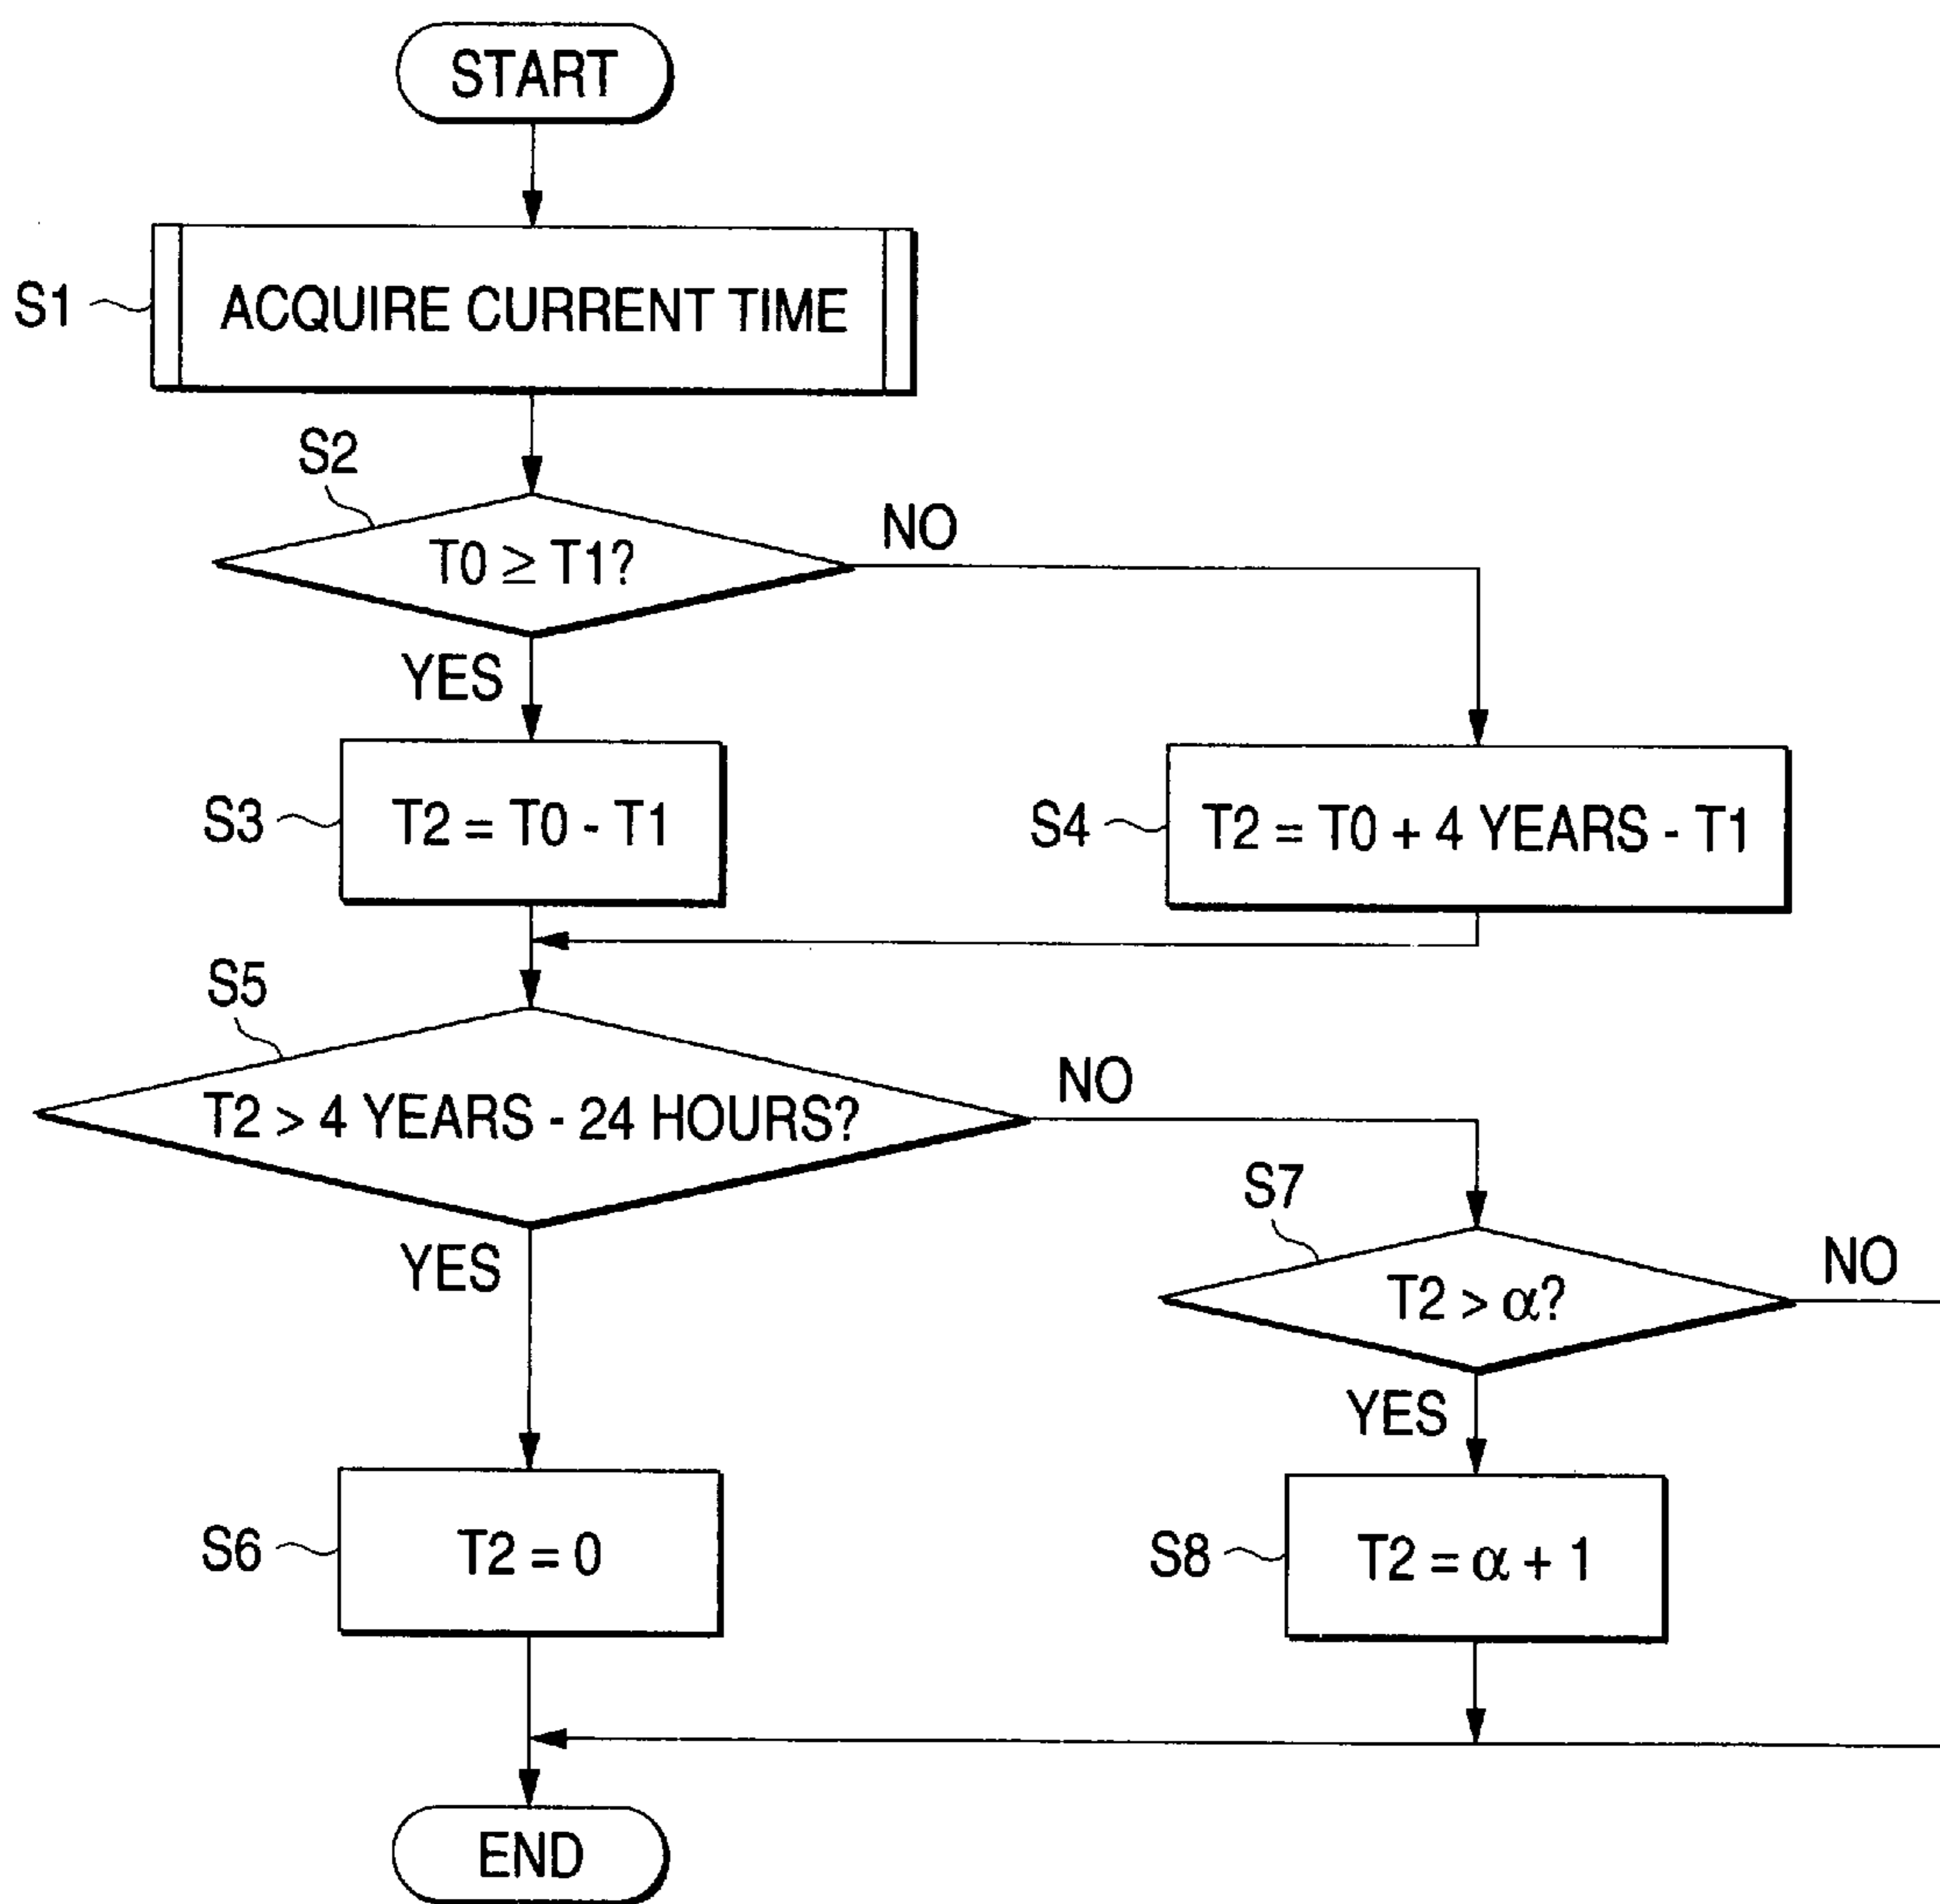 START
S1
ACQUIRE CURRENT TIME
S2
T0 ≥ T1?
NO
YES
S3
T2 = T0 - T1
S4
T2 = T0 + 4 YEARS - T1
S5
T2 > 4 YEARS - 24 HOURS?
NO
YES
S7
T2 > α?
NO
YES
S6
T2 = 0
S8
T2 = α + 1
END